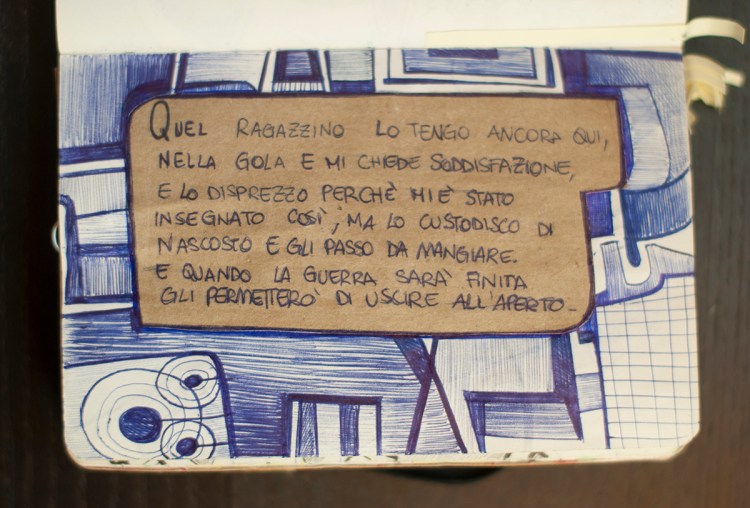 QUEL RAGAZZINO LO TENGO ANCORA QUI,
NELLA GOLA E MI CHIEDE SODDISFAZIONE,
E LO DISPREZZO PERCHÈ MI È STATO
INSEGNATO COSÌ, MA LO CUSTODISCO DI
NASCOSTO E GLI PASSO DA MANGIARE.
E QUANDO LA GUERRA SARÀ FINITA
GLI PERMETTERÒ DI USCIRE ALL'APERTO_